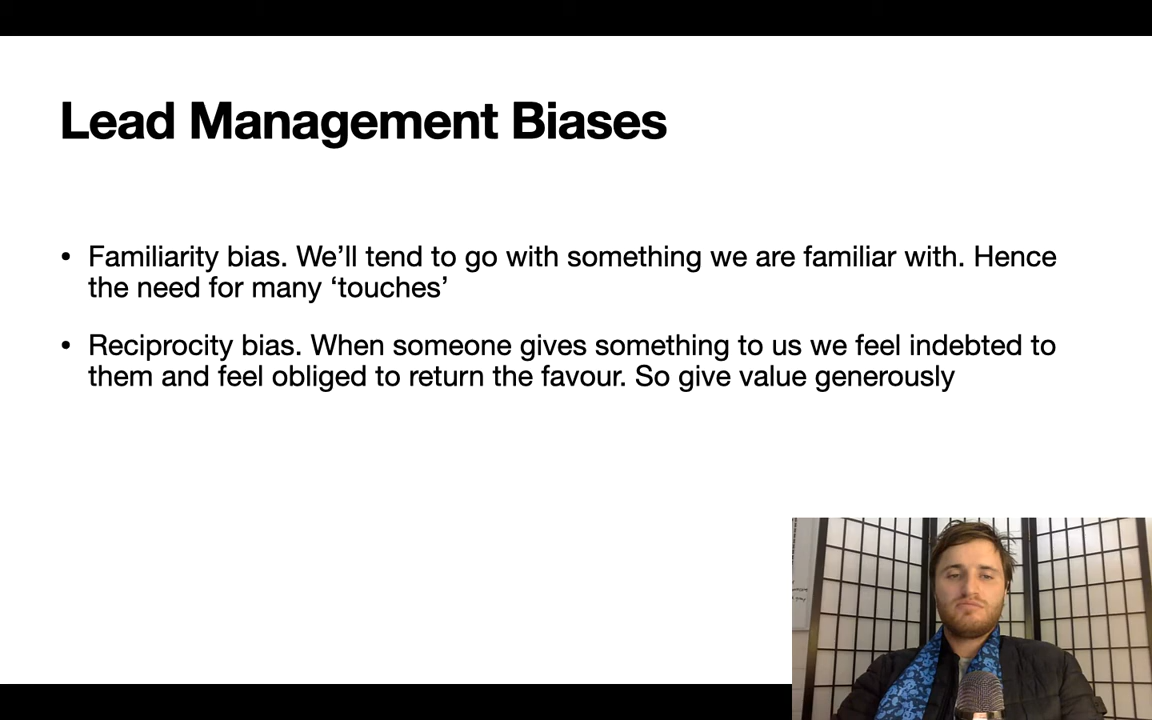 Lead Management Biases
• Familiarity bias. We’ll tend to go with something we are familiar with. Hence
the need for many ‘touches’
• Reciprocity bias. When someone gives something to us we feel indebted to
them and feel obliged to return the favour. So give value generously